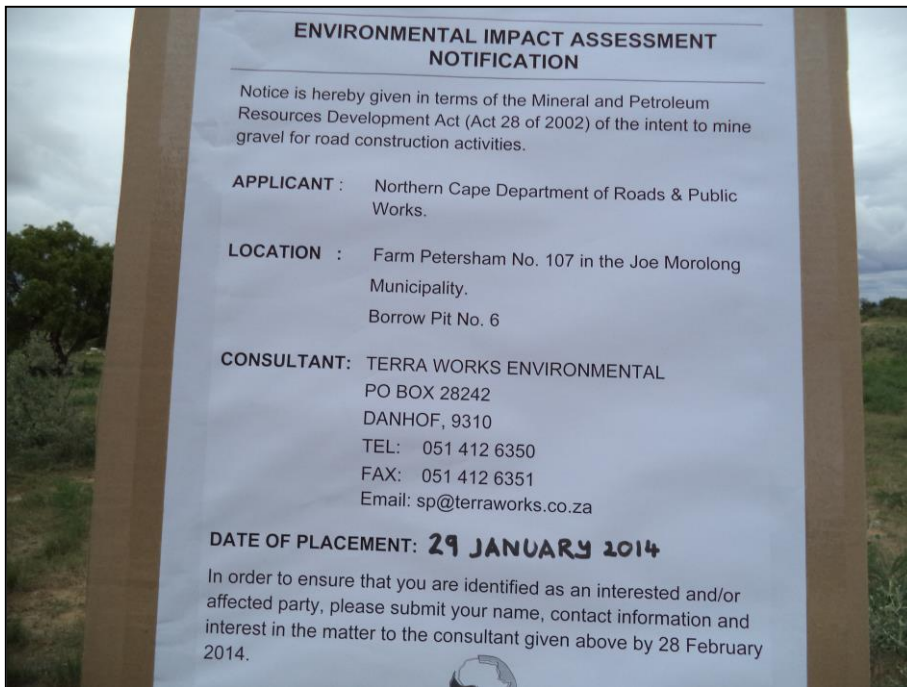 ENVIRONMENTAL IMPACT ASSESSMENT
NOTIFICATION
Notice is hereby given in terms of the Mineral and Petroleum
Resources Development Act (Act 28 of 2002) of the intent to mine
gravel for road construction activities.
APPLICANT : Northern Cape Department of Roads & Public
Works.
LOCATION : Farm Petersham No. 107 in the Joe Morolong
Municipality.
Borrow Pit No. 6
CONSULTANT: TERRA WORKS ENVIRONMENTAL
PO BOX 28242
DANHOF, 9310
TEL: 051 412 6350
FAX: 051 412 6351
Email: sp@terraworks.co.za
DATE OF PLACEMENT: 29 JANUARY 2014
In order to ensure that you are identified as an interested and/or
affected party, please submit your name, contact information and
interest in the matter to the consultant given above by 28 February
2014.